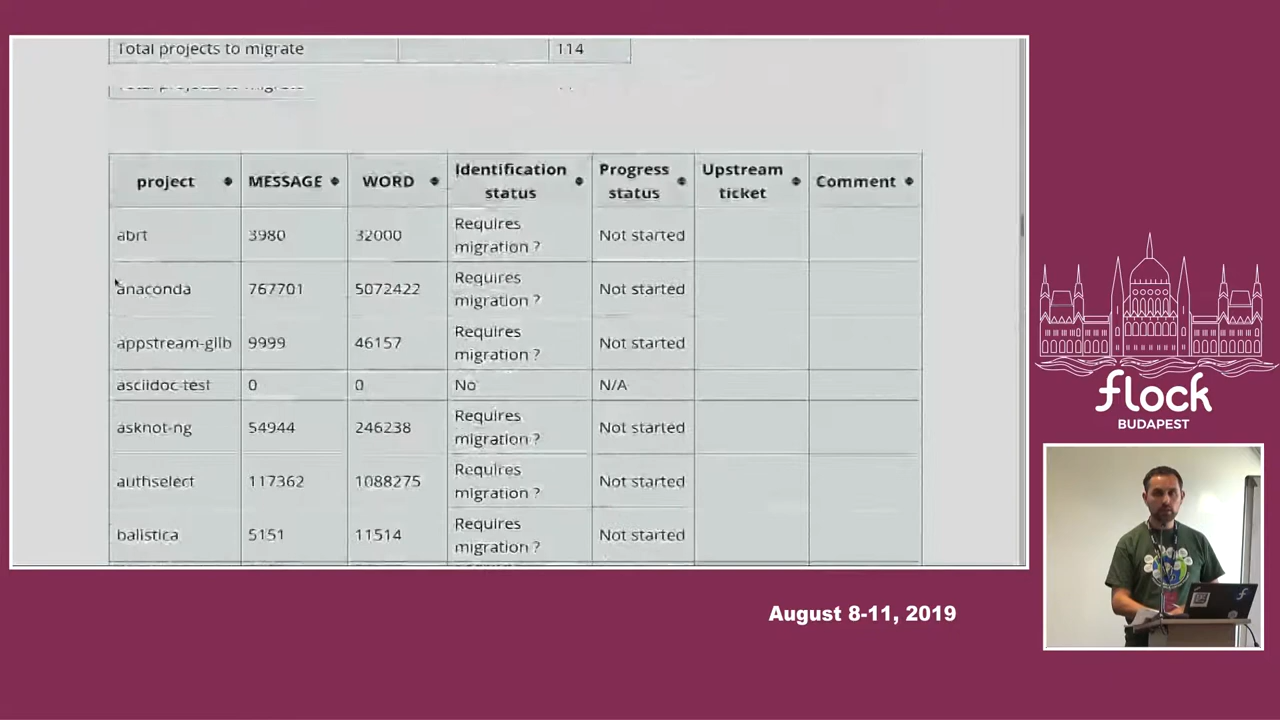 Total projects to migrate 114
project MESSAGE WORD Identification status Progress status Upstream ticket Comment
abrt 3980 32000 Requires migration ? Not started
anaconda 767701 5072422 Requires migration ? Not started
appstream-glib 9999 46157 Requires migration ? Not started
asciidoc-test 0 0 No N/A
asknot-ng 54944 246238 Requires migration ? Not started
authselect 117362 1088275 Requires migration ? Not started
balistica 5151 11514 Requires migration ? Not started
flock
BUDAPEST
August 8-11, 2019